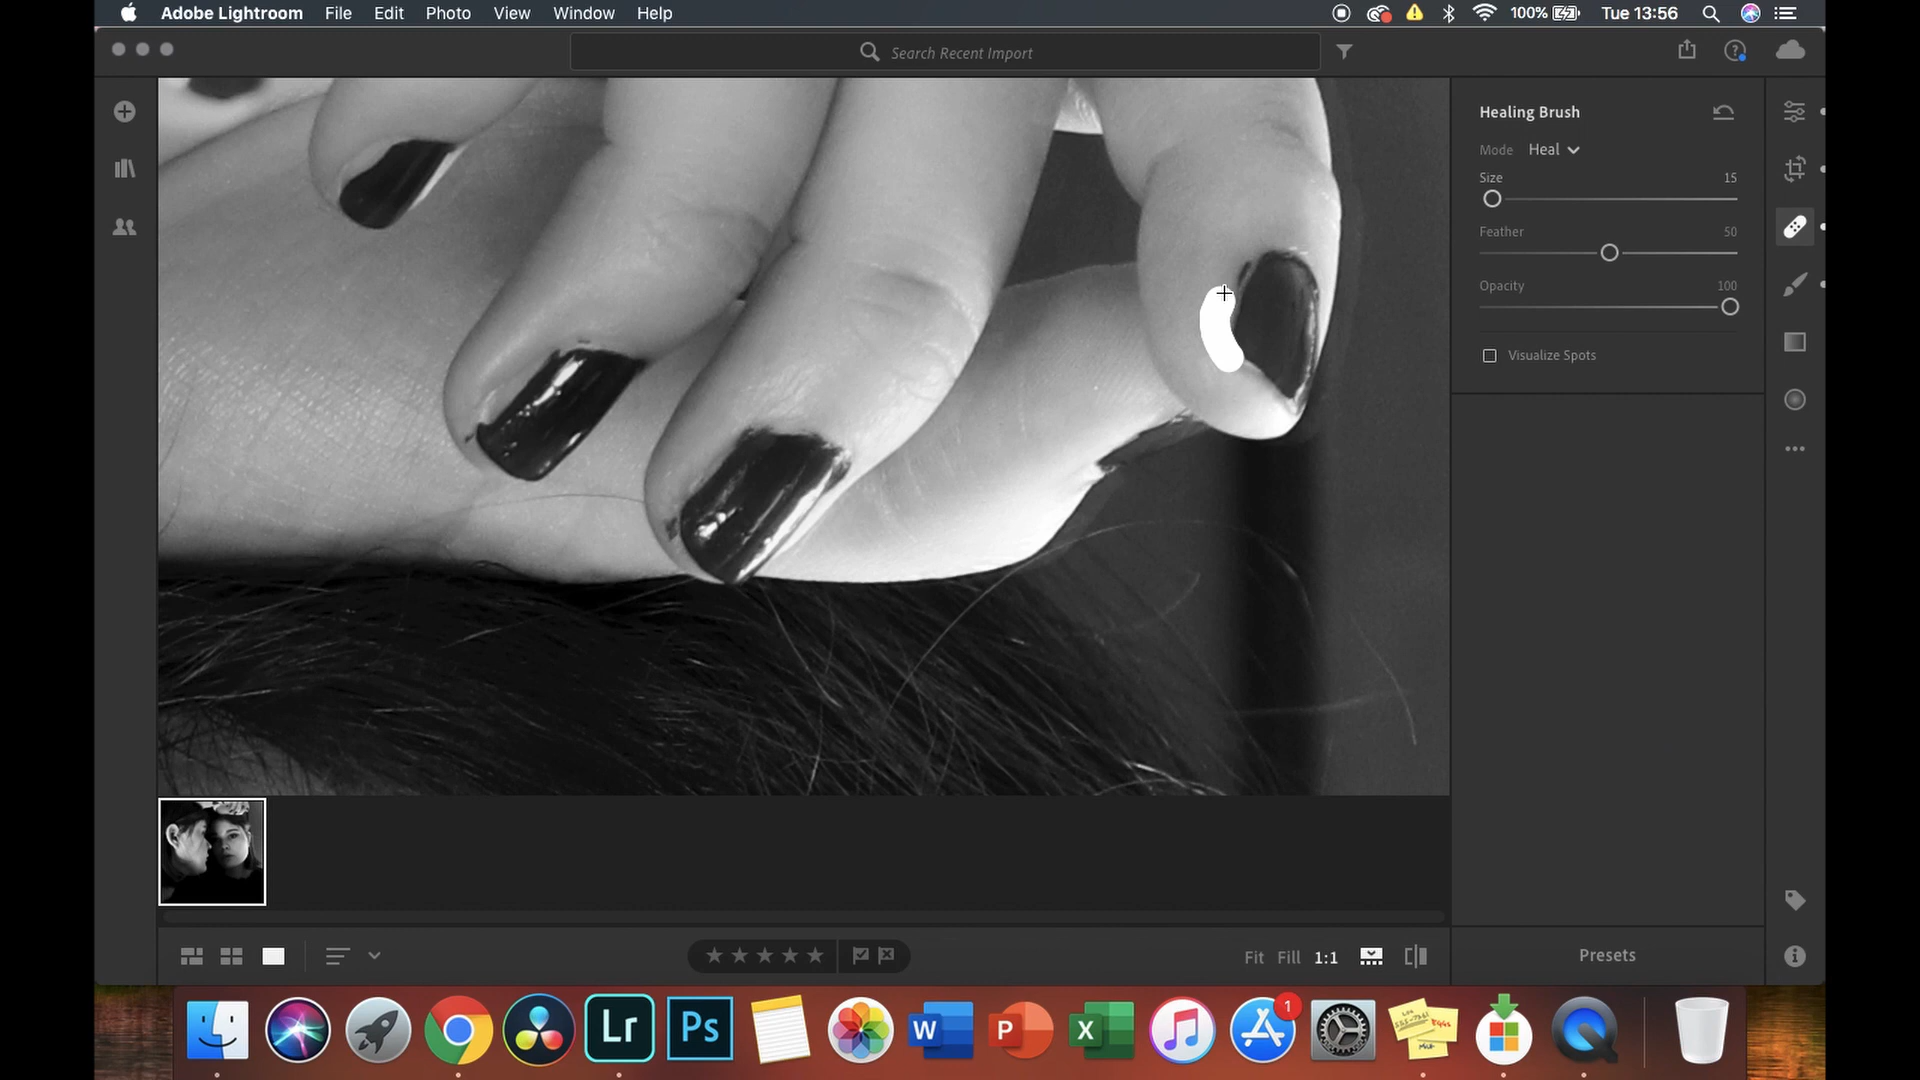 Adobe Lightroom File Edit Photo View Window Help 100% Tue 13:56
Search Recent Import
Healing Brush
Mode Heal
Size 15
Feather 50
Opacity 100
Visualize Spots
Fit Fill 1:1
Presets
Lr Ps W P X 1